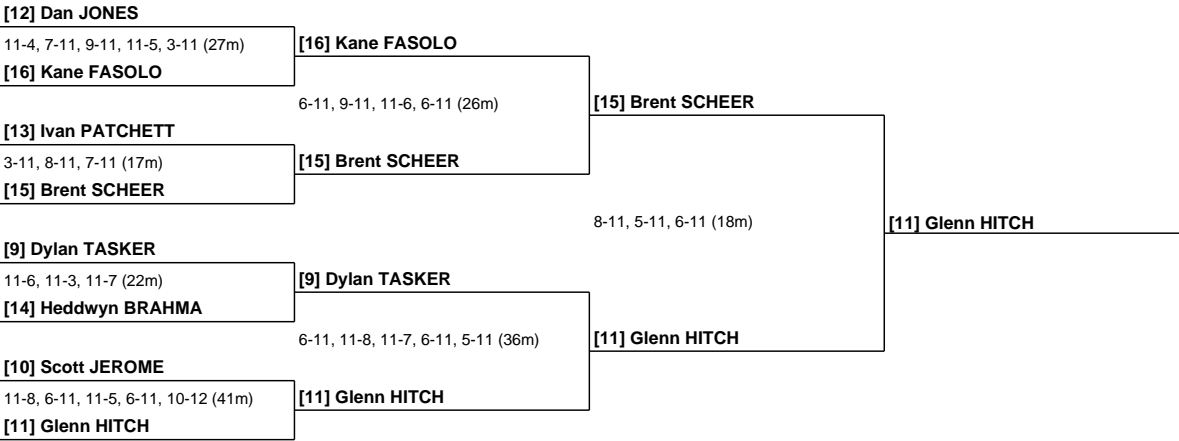 [12] Dan JONES
11-4, 7-11, 9-11, 11-5, 3-11 (27m)
[16] Kane FASOLO
[16] Kane FASOLO
6-11, 9-11, 11-6, 6-11 (26m)
[15] Brent SCHEER
[13] Ivan PATCHETT
3-11, 8-11, 7-11 (17m)
[15] Brent SCHEER
[15] Brent SCHEER
8-11, 5-11, 6-11 (18m)
[11] Glenn HITCH
[9] Dylan TASKER
11-6, 11-3, 11-7 (22m)
[9] Dylan TASKER
[14] Heddwyn BRAHMA
6-11, 11-8, 11-7, 6-11, 5-11 (36m)
[11] Glenn HITCH
[10] Scott JEROME
11-8, 6-11, 11-5, 6-11, 10-12 (41m)
[11] Glenn HITCH
[11] Glenn HITCH